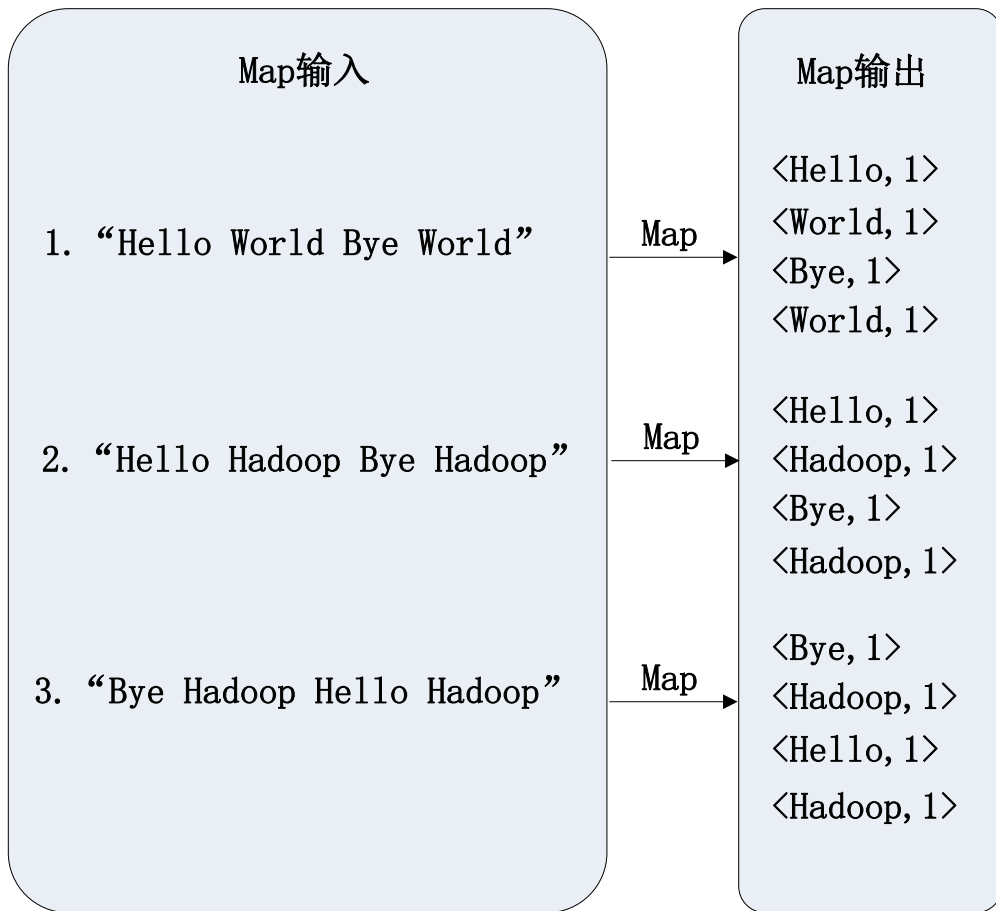 Map输入
1. “Hello World Bye World”
2. “Hello Hadoop Bye Hadoop”
3. “Bye Hadoop Hello Hadoop”
Map
Map
Map
Map输出
<Hello, 1>
<World, 1>
<Bye, 1>
<World, 1>
<Hello, 1>
<Hadoop, 1>
<Bye, 1>
<Hadoop, 1>
<Bye, 1>
<Hadoop, 1>
<Hello, 1>
<Hadoop, 1>